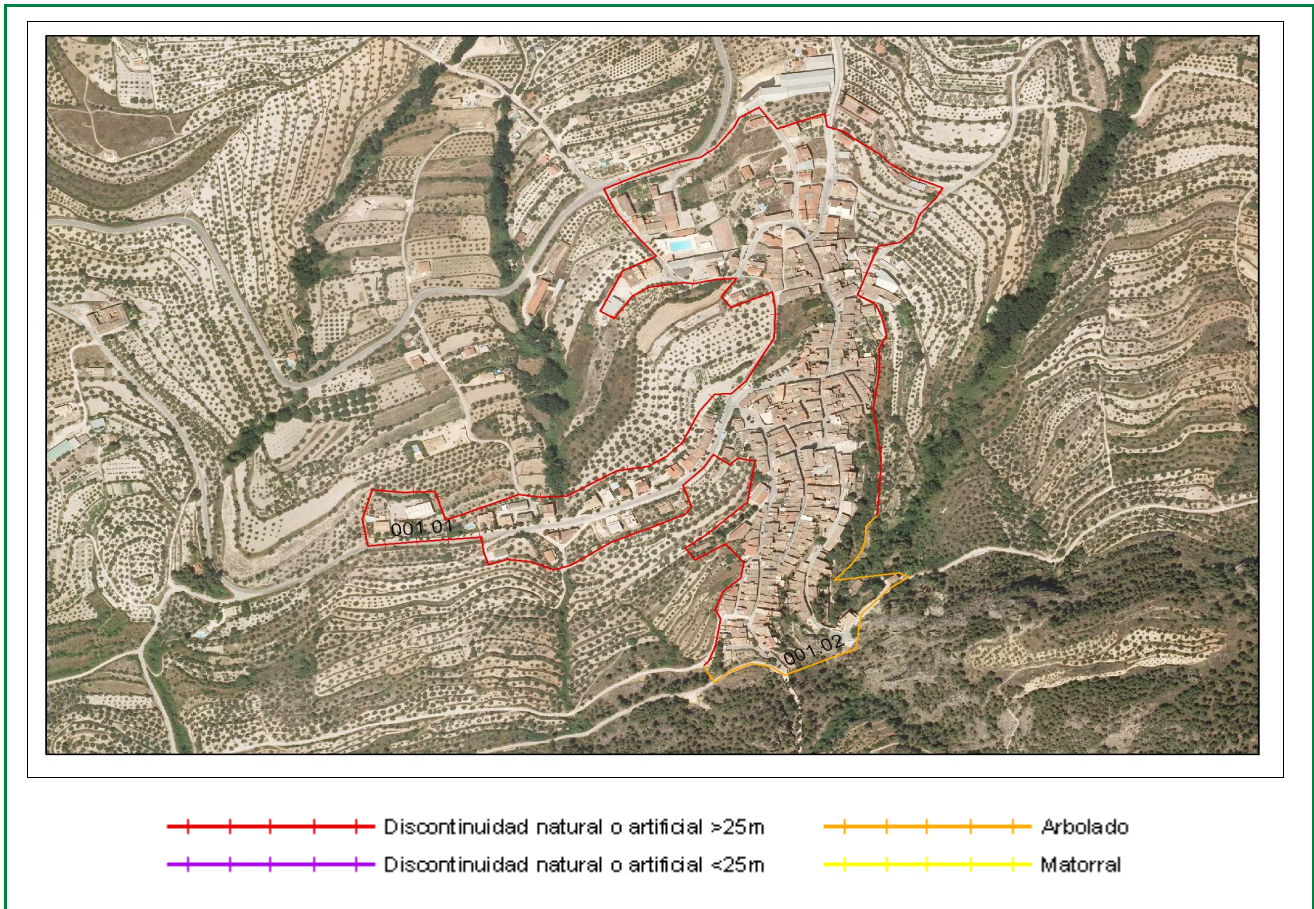 001.01
001.02
Discontinuidad natural o artificial >25m
Arbolado
Discontinuidad natural o artificial <25m
Matorral